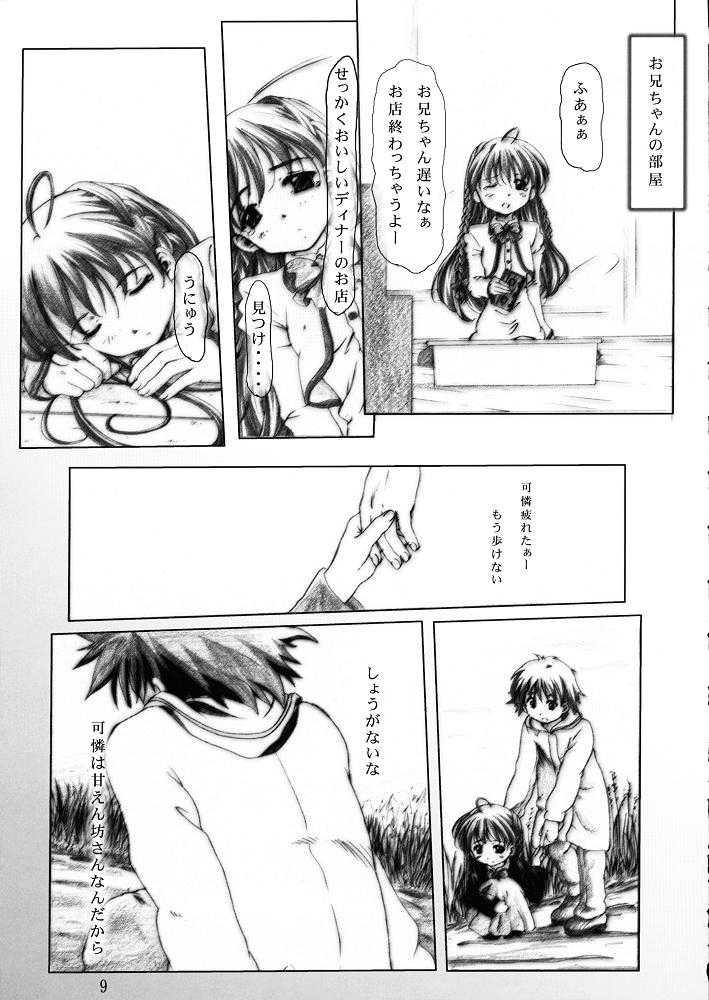 お兄ちゃんの部屋
ふあぁぁ
お兄ちゃん遅いなぁ
お店終わっちゃうよー
せっかくおいしいディナーのお店
見つけ・・・・
うにゅう
可憐疲れたぁー
もう歩けない
しょうがないな
可憐は甘えん坊さんなんだから
9